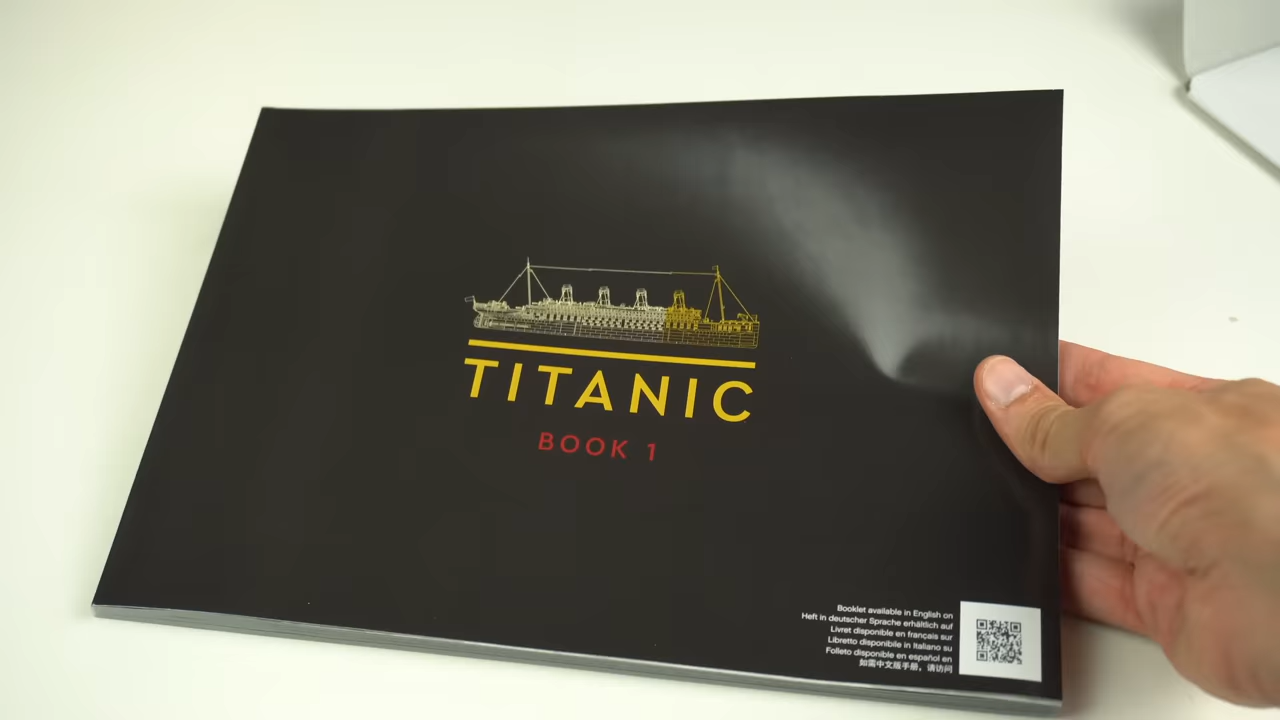 TITANIC
BOOK 1
Booklet available in English on
Heft in deutscher Sprache erhältlich auf
Livret disponible en français sur
Libretto disponibile in Italiano su
Folleto disponible en español en
如需中文版手册，请访问